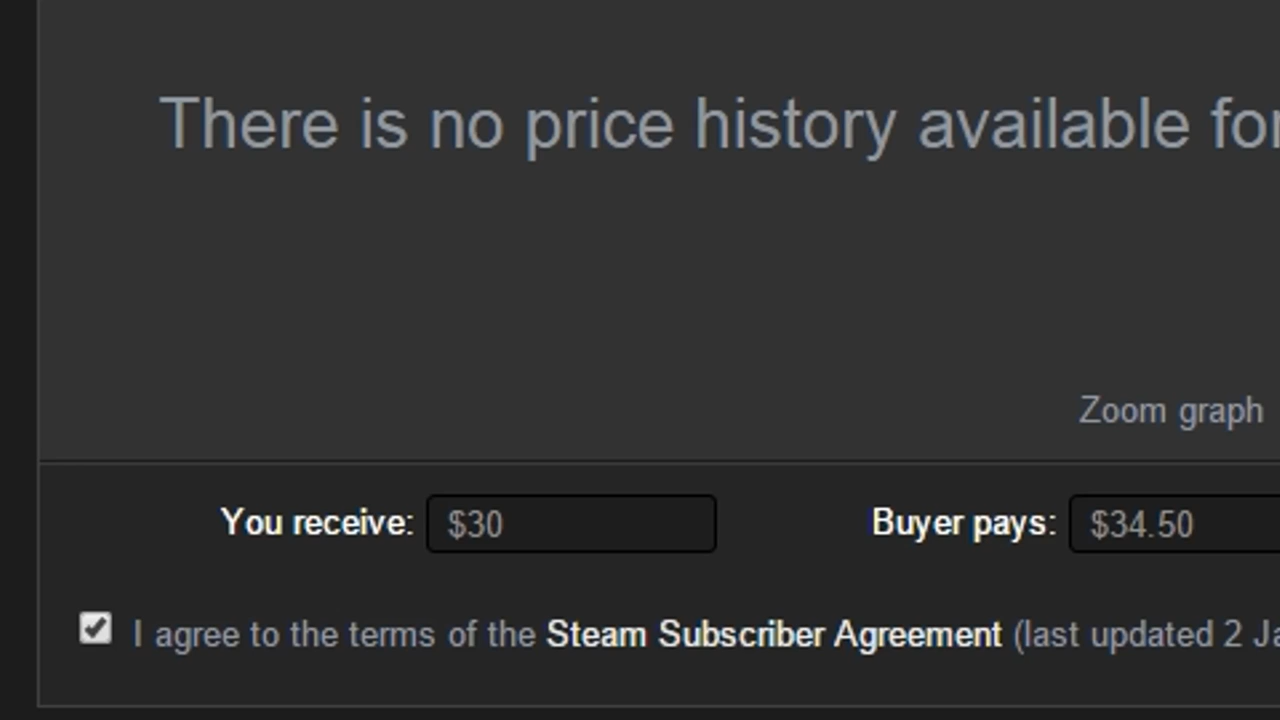 There is no price history available for
Zoom graph
You receive: $30 Buyer pays: $34.50
I agree to the terms of the Steam Subscriber Agreement (last updated 2 Ja